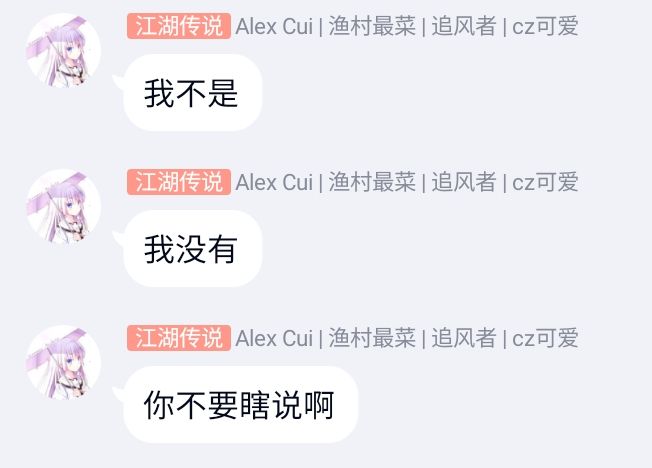 江湖传说 Alex Cui | 渔村最菜 | 追风者 | cz可爱
我不是
江湖传说 Alex Cui | 渔村最菜 | 追风者 | cz可爱
我没有
江湖传说 Alex Cui | 渔村最菜 | 追风者 | cz可爱
你不要瞎说啊